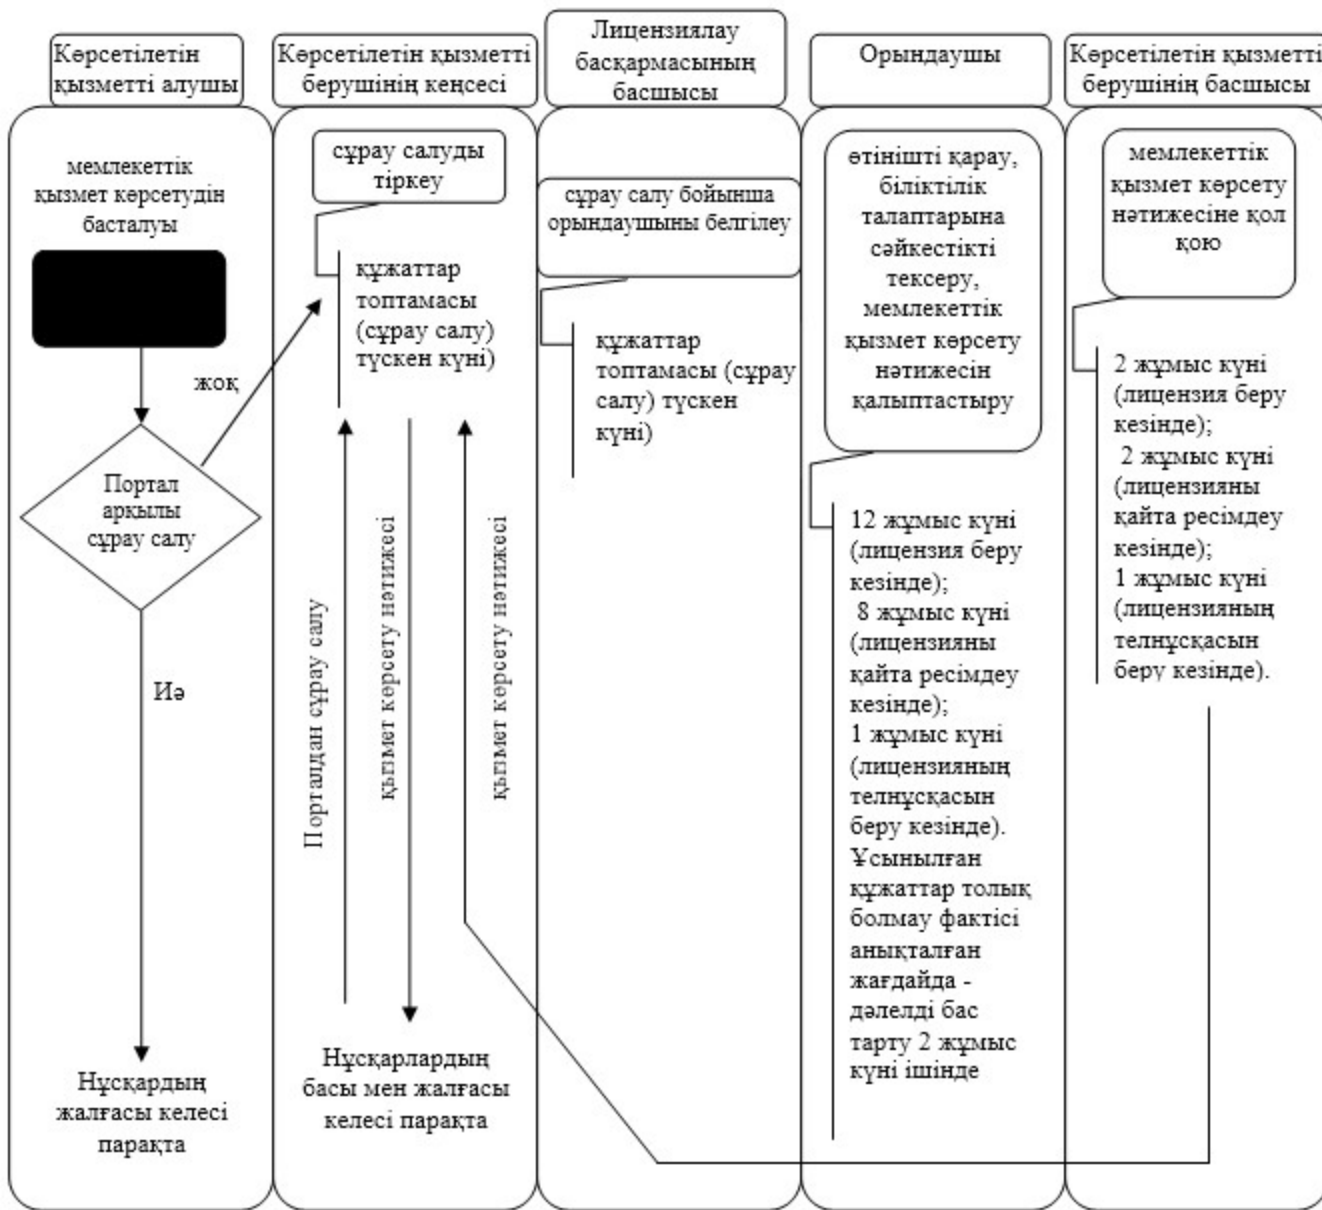 Көрсетілетін
қызметті алушы
Көрсетілетін қызметті
берушінің кеңсесі
Лицензиялау
басқармасының
басшысы
Орындаушы
Көрсетілетін қызметті
берушінің басшысы
мемлекеттік
қызмет көрсетудін
басталуы
Портал
арқылы
сұрау салу
жоқ
Иә
Нұсқардың
жалғасы келесі
парақта
сұрау салуды
тіркеу
құжаттар
топтамасы
(сұрау салу)
түскен күні)
Порталдан сұрау салу
қызмет көрсету нәтижесі
қызмет көрсету нәтижесі
Нұсқарлардың
басы мен жалғасы
келесі парақта
сұрау салу бойынша
орындаушыны белгілеу
құжаттар
топтамасы (сұрау
салу) түскен
күні)
өтінішті қарау,
біліктілік
талаптарына
сәйкестікті
тексеру,
мемлекеттік
қызмет көрсету
нәтижесін
қалыптастыру
12 жұмыс күні
(лицензия беру
кезінде);
8 жұмыс күні
(лицензияны
қайта ресімдеу
кезінде);
1 жұмыс күні
(лицензияның
телнұсқасын
беру кезінде).
Ұсынылған
құжаттар толық
болмау фактісі
анықталған
жағдайда -
дәлелді бас
тарту 2 жұмыс
күні ішінде
мемлекеттік
қызмет көрсету
нәтижесіне қол
қою
2 жұмыс күні
(лицензия беру
кезінде);
2 жұмыс күні
(лицензияны
қайта ресімдеу
кезінде);
1 жұмыс күні
(лицензияның
телнұсқасын
беру кезінде).